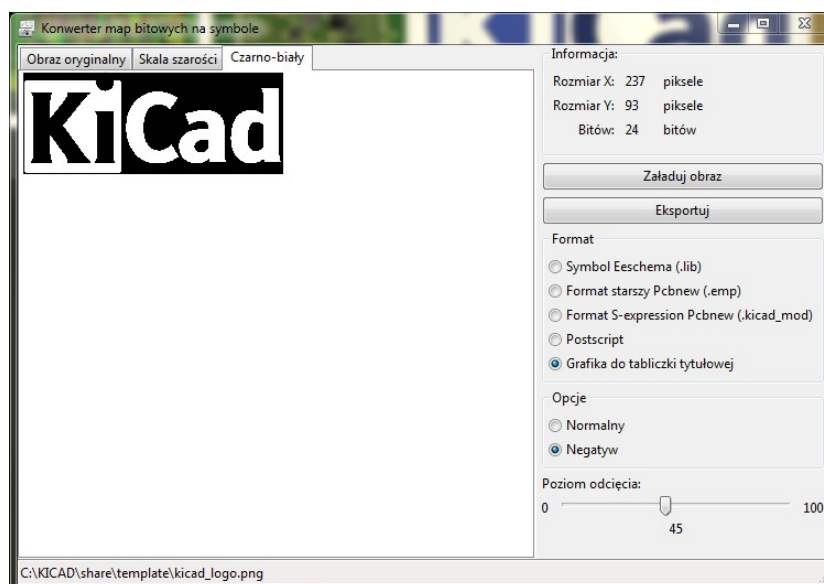 Konwerter map bitowych na symbole
Obraz oryginalny
Skala szarości
Czarno-biały
KiCad
Informacja:
Rozmiar X: 237 piksele
Rozmiar Y: 93 piksele
Bitów: 24 bitów
Załaduj obraz
Eksportuj
Format
Symbol Eeschema (.lib)
Format starszy Pcbnew (.emp)
Format S-expression Pcbnew (.kicad_mod)
Postscript
Grafika do tabliczki tytułowej
Opcje
Normalny
Negatyw
Poziom odcięcia:
0 100
45
C:\KICAD\share\template\kicad_logo.png